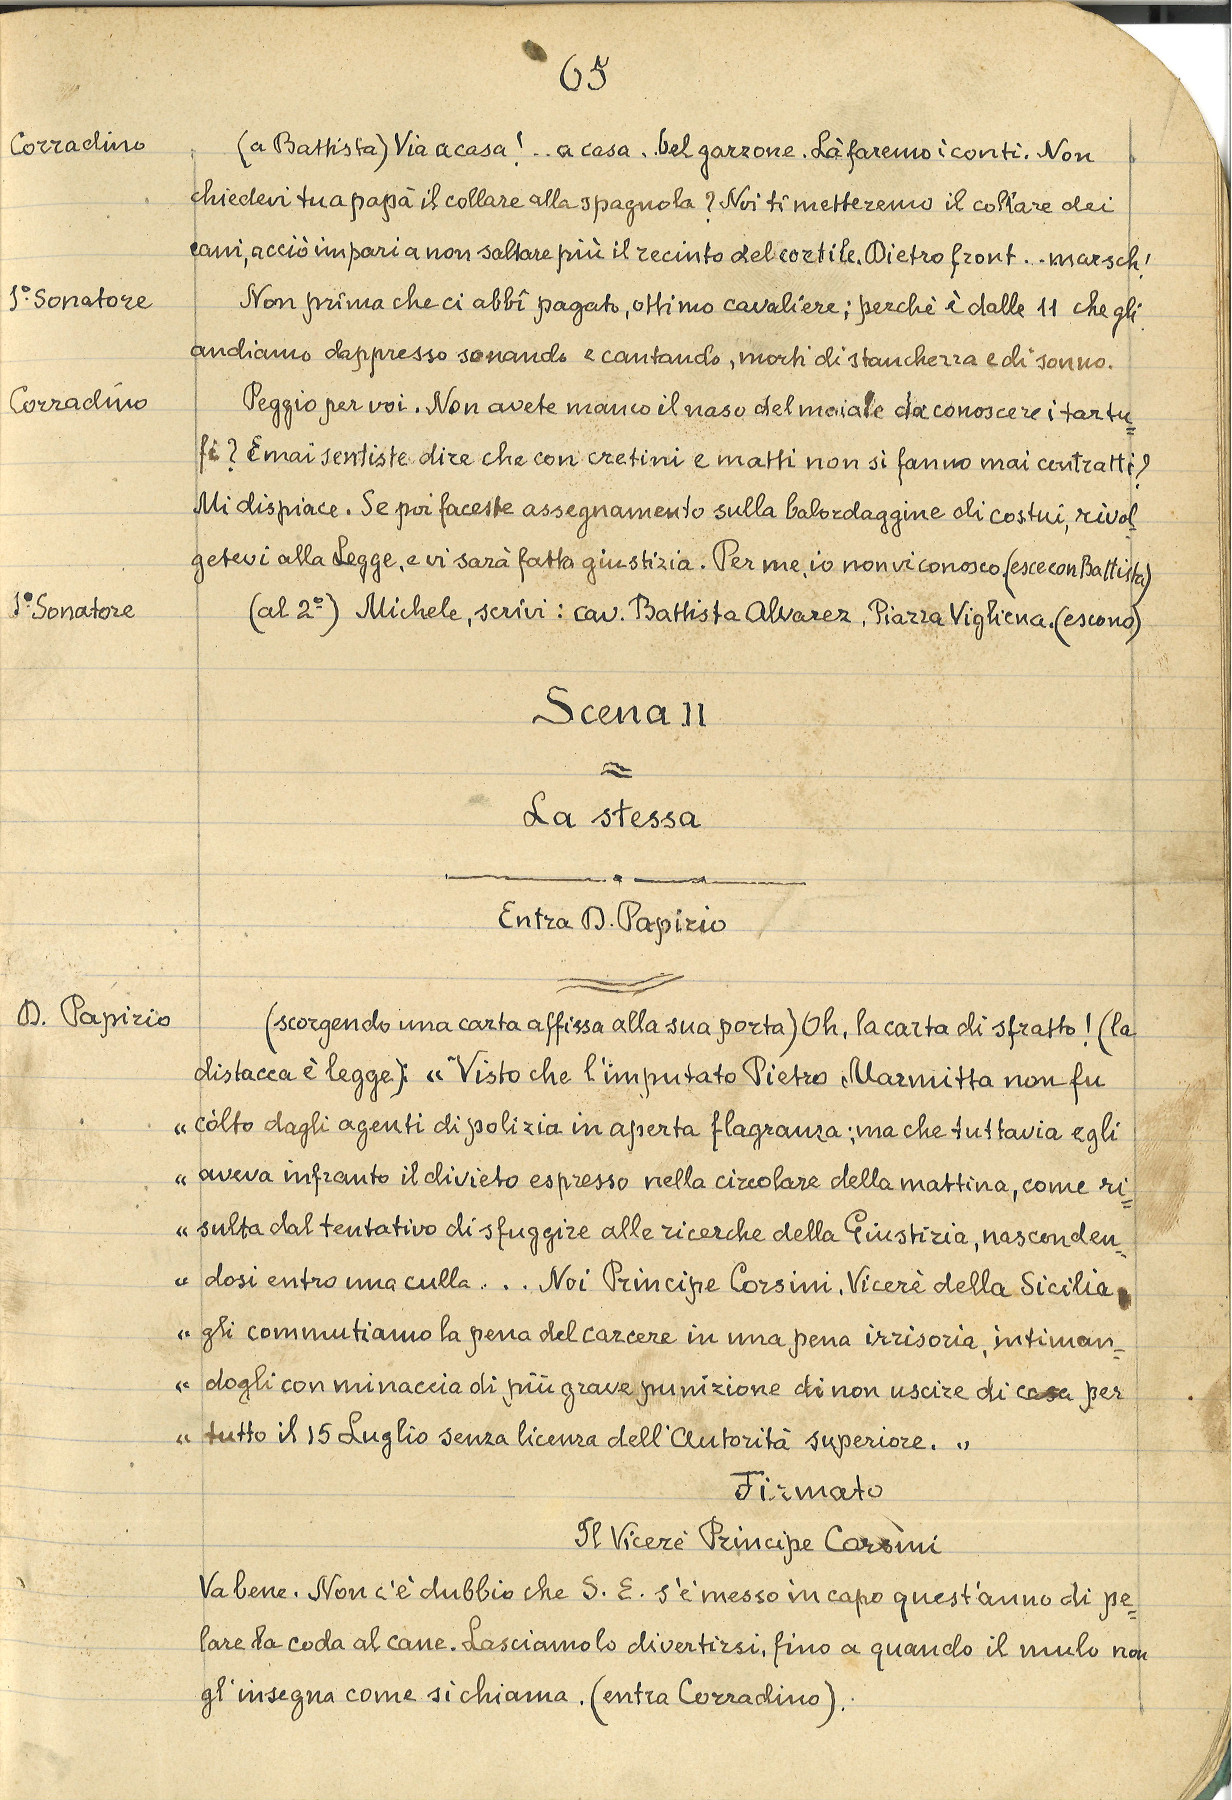 65
Corradino (a Battista) Via a casa! .. a casa .. bel garzone. Là faremo i conti. Non
chiedevi tu a papà il collare alla spagnola? Noi ti metteremo il collare dei
cani, acciò impari a non saltare più il recinto del cortile. Dietro front .. marsch!
1° Sonatore Non prima che ci abbî pagato, ottimo cavaliere; perchè è dalle 11 che gli
andiamo dappresso sonando e cantando, morti di stanchezza e di sonno.
Corradino Peggio per voi. Non avete manco il naso del maiale da conoscere i tartu=
fi? E mai sentiste dire che con cretini e matti non si fanno mai contratti?
Mi dispiace. Se poi faceste assegnamento sulla balordaggine di costui, rivol=
getevi alla Legge, e vi sarà fatta giustizia. Per me, io non vi conosco. (esce con Battista)
1° Sonatore (al 2°) Michele, scrivi: cav. Battista Alvarez, Piazza Vigliena. (escono)
Scena II
La stessa
Entra D. Papirio
D. Papirio (scorgendo una carta affissa alla sua porta) Oh, la carta di sfratto! (la
distacca è legge): " Visto che l'imputato Pietro Marmitta non fu
" còlto dagli agenti di polizia in aperta flagranza; ma che tuttavia egli
" aveva infranto il divieto espresso nella circolare della mattina, come ri=
" sulta dal tentativo di sfuggire alle ricerche della Giustizia, nasconden=
" dosi entro una culla . . . Noi Principe Corsini, Vicerè della Sicilia
" gli commutiamo la pena del carcere in una pena irrisoria, intiman=
" dogli con minaccia di più grave punizione di non uscire di casa per
" tutto il 15 Luglio senza licenza dell'Autorità superiore. "
Firmato
Il Vicerè Principe Corsini
Va bene. Non c'è dubbio che S. E. s'è messo in capo quest'anno di pe=
lare la coda al cane. Lasciamolo divertirsi, fino a quando il mulo non
gl'insegna come si chiama. (entra Corradino).